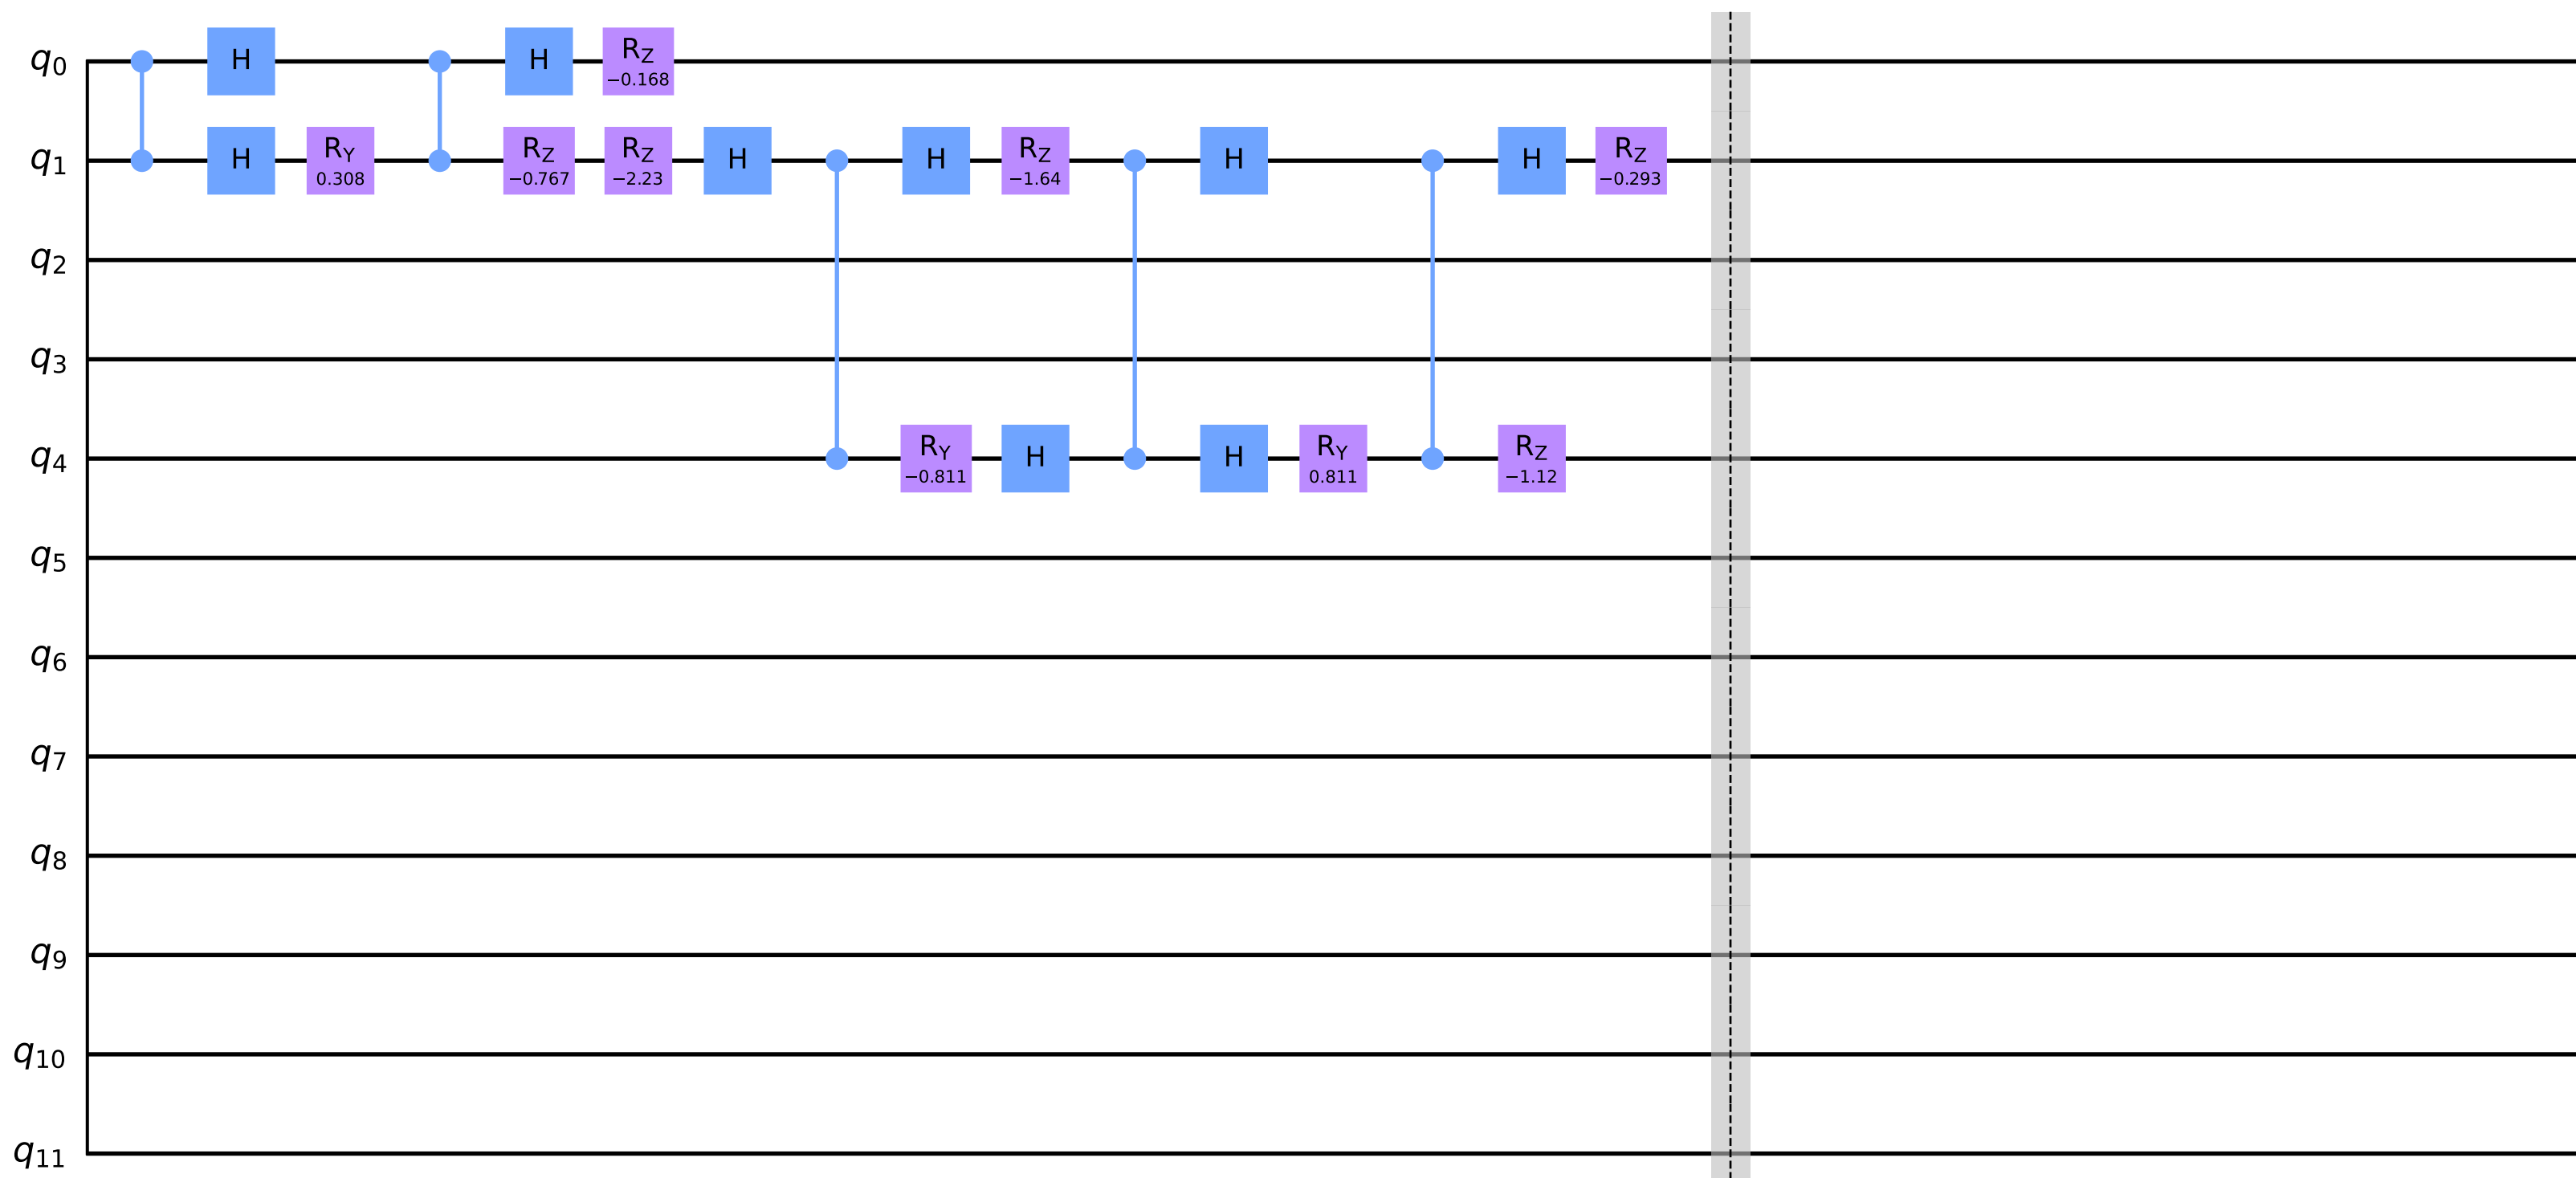 q0 H H RZ −0.168
q1 H RY 0.308 RZ −0.767 RZ −2.23 H H RZ −1.64 H H RZ −0.293
q2
q3
q4 RY −0.811 H H RY 0.811 RZ −1.12
q5
q6
q7
q8
q9
q10
q11